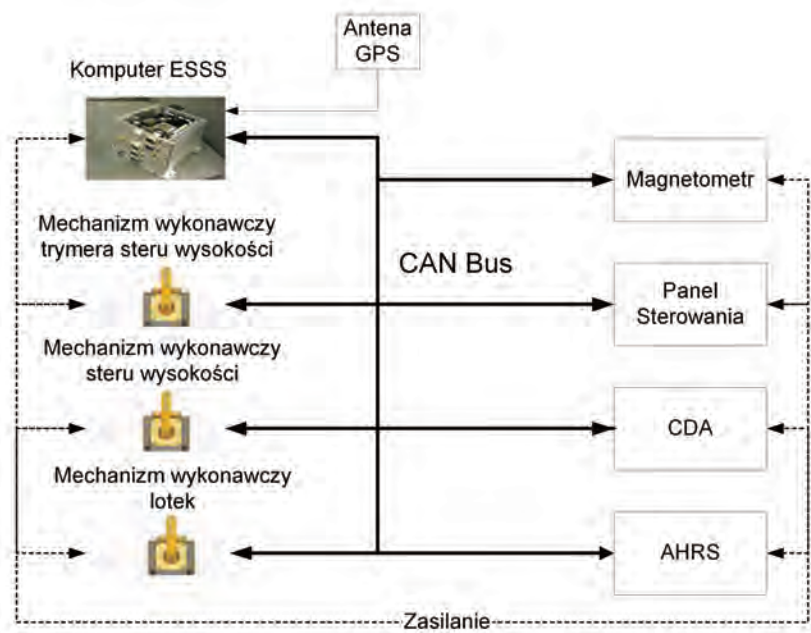 Antena
GPS
Komputer ESSS
Magnetometr
Mechanizm wykonawczy
trymera steru wysokości
CAN Bus
Panel
Sterowania
Mechanizm wykonawczy
steru wysokości
CDA
Mechanizm wykonawczy
lotek
AHRS
Zasilanie